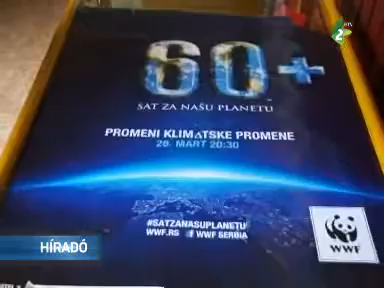 60+
SAT ZA NAŠU PLANETU
PROMENI KLIMATSKE PROMENE
28. MART 20:30
#SATZANASUPLANETU
WWF.RS f WWF SERBIA
WWF
HÍRADÓ
2